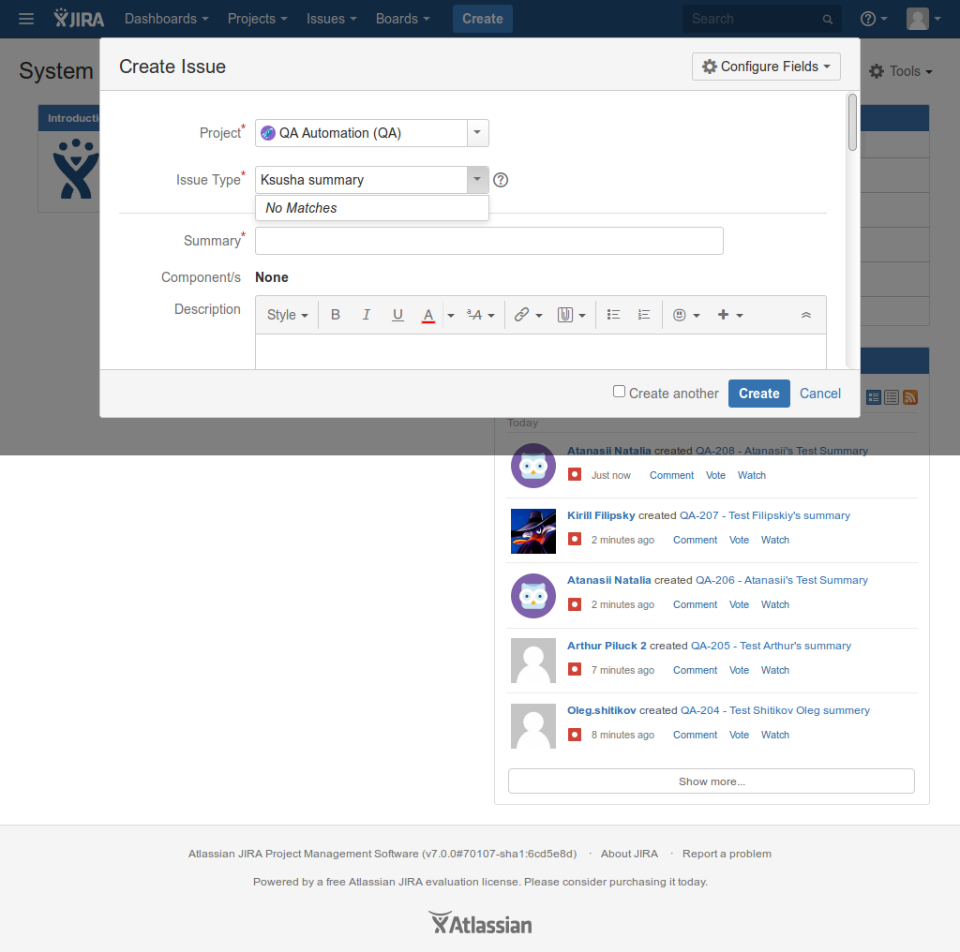 JIRA Dashboards Projects Issues Boards Create Search ?
System
Tools
Create Issue
Configure Fields
Introducti
Project* QA Automation (QA)
Issue Type* Ksusha summary ?
No Matches
Summary*
Component/s None
Description Style B I U A ªA
Create another Create Cancel
Today
Atanasii Natalia created QA-208 - Atanasii's Test Summary
Just now Comment Vote Watch
Kirill Filipsky created QA-207 - Test Filipskiy's summary
2 minutes ago Comment Vote Watch
Atanasii Natalia created QA-206 - Atanasii's Test Summary
2 minutes ago Comment Vote Watch
Arthur Piluck 2 created QA-205 - Test Arthur's summary
7 minutes ago Comment Vote Watch
Oleg.shitikov created QA-204 - Test Shitikov Oleg summery
8 minutes ago Comment Vote Watch
Show more...
Atlassian JIRA Project Management Software (v7.0.0#70107-sha1:6cd5e8d) · About JIRA · Report a problem
Powered by a free Atlassian JIRA evaluation license. Please consider purchasing it today.
Atlassian